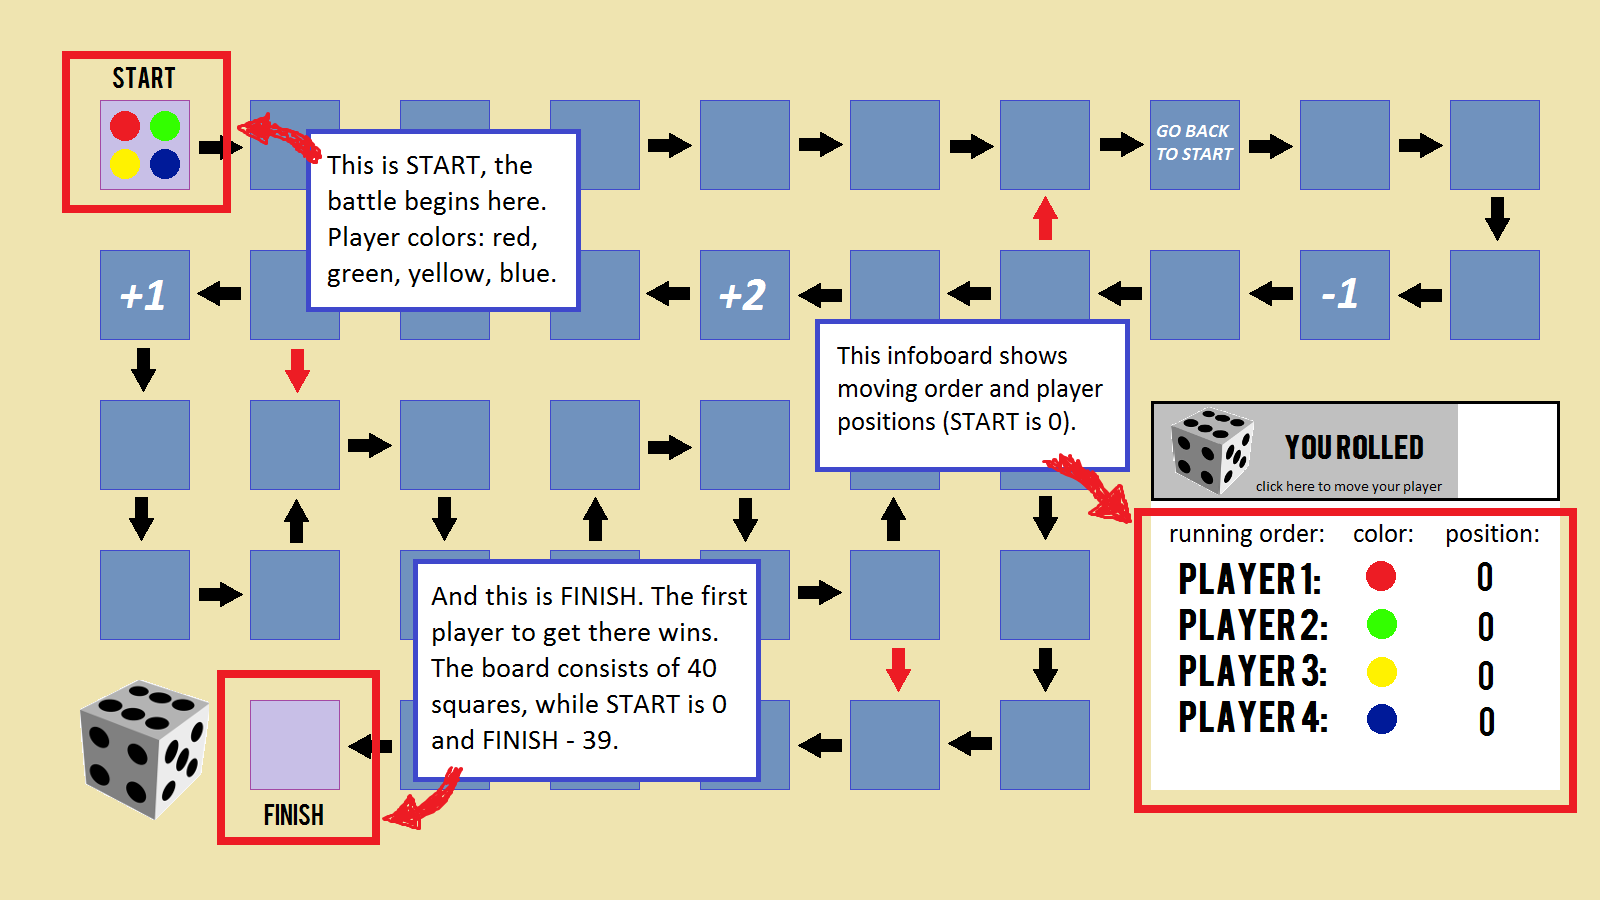 START
This is START, the
battle begins here.
Player colors: red,
green, yellow, blue.
GO BACK
TO START
+1
+2
-1
This infoboard shows
moving order and player
positions (START is 0).
YOU ROLLED
click here to move your player
running order: color: position:
PLAYER 1: 0
PLAYER 2: 0
PLAYER 3: 0
PLAYER 4: 0
And this is FINISH. The first
player to get there wins.
The board consists of 40
squares, while START is 0
and FINISH - 39.
FINISH